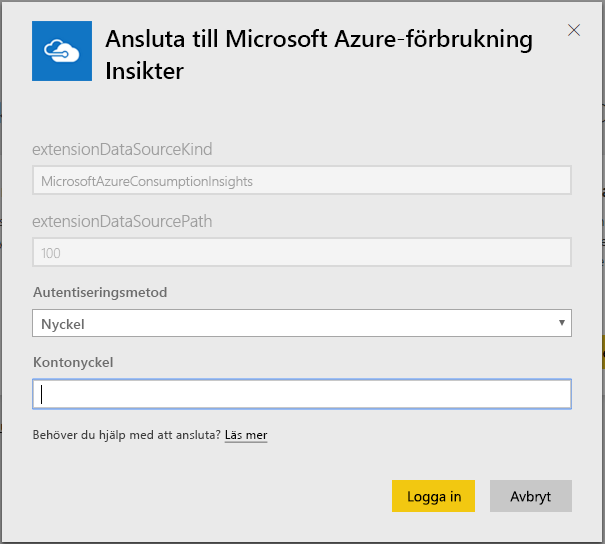 Ansluta till Microsoft Azure-förbrukning
Insikter
extensionDataSourceKind
MicrosoftAzureConsumptionInsights
extensionDataSourcePath
100
Autentiseringsmetod
Nyckel
Kontonyckel
Behöver du hjälp med att ansluta? Läs mer
Logga in
Avbryt